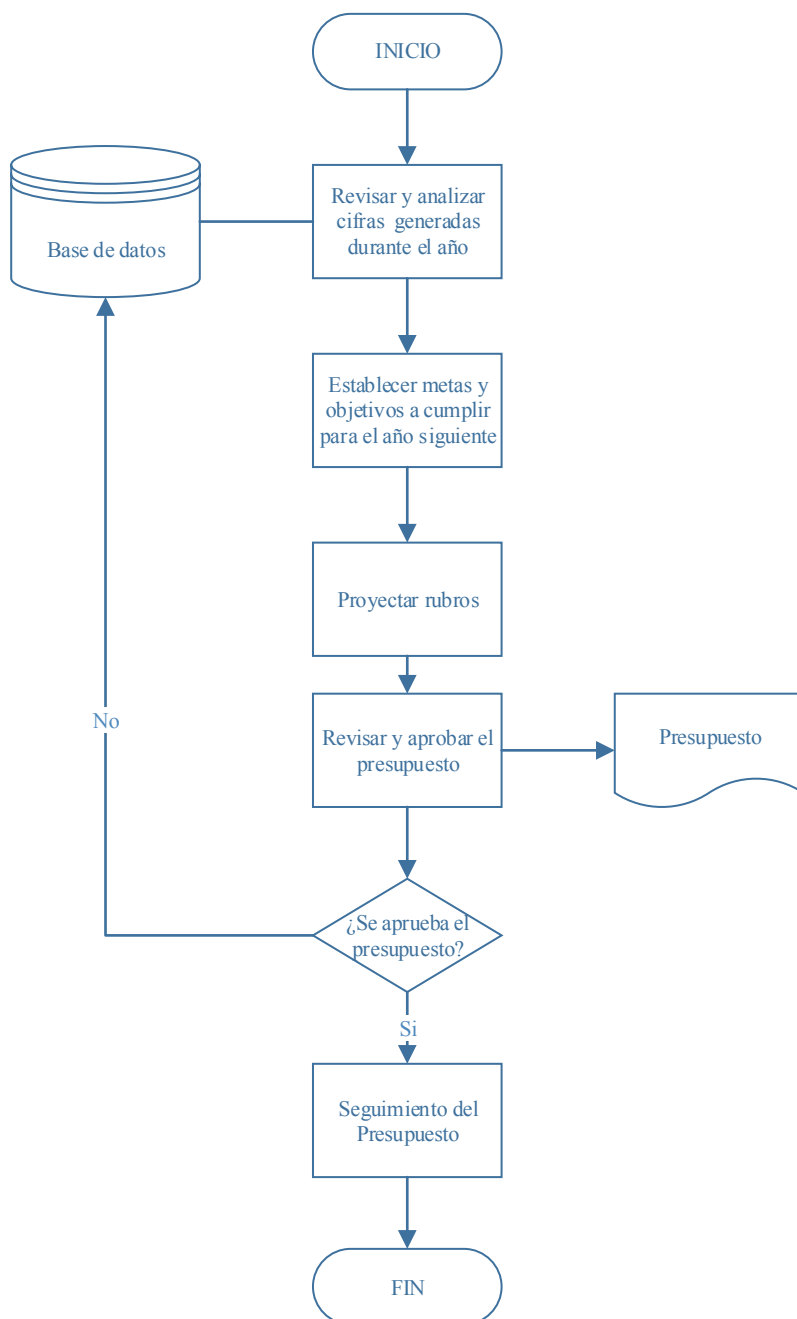 INICIO
Revisar y analizar
cifras generadas
durante el año
Base de datos
Establecer metas y
objetivos a cumplir
para el año siguiente
Proyectar rubros
No
Revisar y aprobar el
presupuesto
Presupuesto
¿Se aprueba el
presupuesto?
Si
Seguimiento del
Presupuesto
FIN